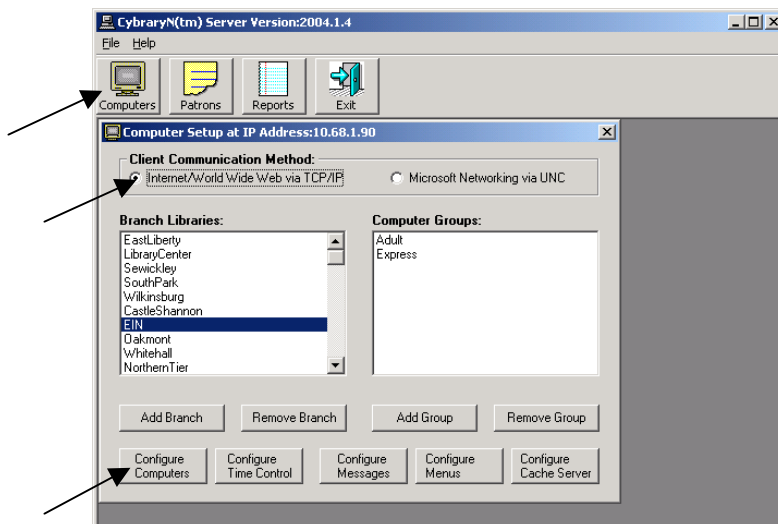 CybraryN(tm) Server Version:2004.1.4
File Help
Computers Patrons Reports Exit
Computer Setup at IP Address:10.68.1.90
Client Communication Method:
Internet/World Wide Web via TCP/IP Microsoft Networking via UNC
Branch Libraries: Computer Groups:
EastLiberty Adult
LibraryCenter Express
Sewickley
SouthPark
Wilkinsburg
CastleShannon
EIN
Oakmont
Whitehall
NorthernTier
Add Branch Remove Branch Add Group Remove Group
Configure Configure Configure Configure Configure
Computers Time Control Messages Menus Cache Server